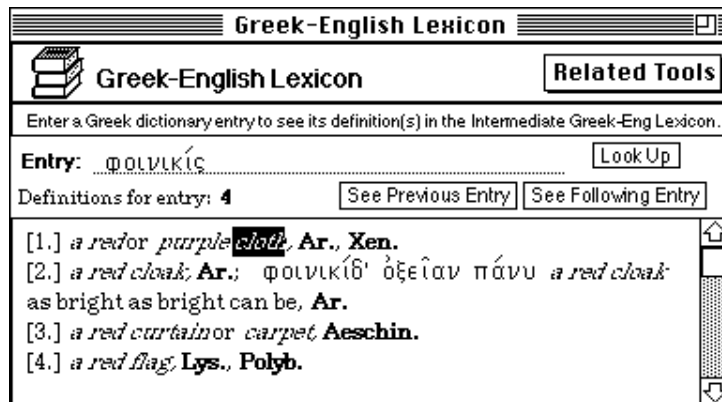 Greek-English Lexicon
Greek-English Lexicon
Related Tools
Enter a Greek dictionary entry to see its definition(s) in the Intermediate Greek-Eng Lexicon.
Entry: φοινικίς
Look Up
Definitions for entry: 4
See Previous Entry
See Following Entry
[1.] a red or purple cloth, Ar., Xen.
[2.] a red cloak, Ar.; φοινικίδ' ὀξεῖαν πάνυ a red cloak
as bright as bright can be, Ar.
[3.] a red curtain or carpet, Aeschin.
[4.] a red flag, Lys., Polyb.